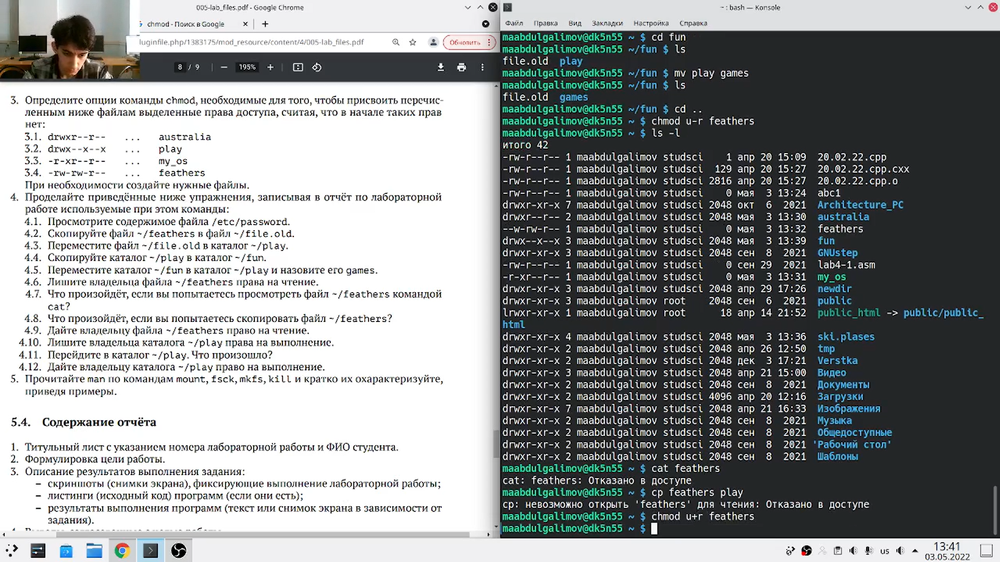 005-lab_files.pdf - Google Chrome
chmod - Поиск в Google
luginfile.php/1383175/mod_resource/content/4/005-lab_files.pdf
Обновить
8 / 9
195%
3. Определите опции команды chmod, необходимые для того, чтобы присвоить перечис-
ленным ниже файлам выделенные права доступа, считая, что в начале таких прав
нет:
3.1. drwxr--r-- ... australia
3.2. drwx--x--x ... play
3.3. -r-xr--r-- ... my_os
3.4. -rw-rw-r-- ... feathers
При необходимости создайте нужные файлы.
4. Проделайте приведённые ниже упражнения, записывая в отчёт по лабораторной
работе используемые при этом команды:
4.1. Просмотрите содержимое файла /etc/password.
4.2. Скопируйте файл ~/feathers в файл ~/file.old.
4.3. Переместите файл ~/file.old в каталог ~/play.
4.4. Скопируйте каталог ~/play в каталог ~/fun.
4.5. Переместите каталог ~/fun в каталог ~/play и назовите его games.
4.6. Лишите владельца файла ~/feathers права на чтение.
4.7. Что произойдёт, если вы попытаетесь просмотреть файл ~/feathers командой
cat?
4.8. Что произойдёт, если вы попытаетесь скопировать файл ~/feathers?
4.9. Дайте владельцу файла ~/feathers право на чтение.
4.10. Лишите владельца каталога ~/play права на выполнение.
4.11. Перейдите в каталог ~/play. Что произошло?
4.12. Дайте владельцу каталога ~/play право на выполнение.
5. Прочитайте man по командам mount, fsck, mkfs, kill и кратко их охарактеризуйте,
приведя примеры.
5.4. Содержание отчёта
1. Титульный лист с указанием номера лабораторной работы и ФИО студента.
2. Формулировка цели работы.
3. Описание результатов выполнения задания:
– скриншоты (снимки экрана), фиксирующие выполнение лабораторной работы;
– листинги (исходный код) программ (если они есть);
– результаты выполнения программ (текст или снимок экрана в зависимости от
задания).
~ : bash — Konsole
Файл Правка Вид Закладки Настройка Справка
maabdulgalimov@dk5n55 ~ $ cd fun
maabdulgalimov@dk5n55 ~/fun $ ls
file.old play
maabdulgalimov@dk5n55 ~/fun $ mv play games
maabdulgalimov@dk5n55 ~/fun $ ls
file.old games
maabdulgalimov@dk5n55 ~/fun $ cd ..
maabdulgalimov@dk5n55 ~ $ chmod u-r feathers
maabdulgalimov@dk5n55 ~ $ ls -l
итого 42
-rw-r--r-- 1 maabdulgalimov studsci 1 апр 20 15:09 20.02.22.cpp
-rw-r--r-- 1 maabdulgalimov studsci 129 апр 20 15:27 20.02.22.cpp.cxx
-rw-r--r-- 1 maabdulgalimov studsci 2816 апр 20 15:27 20.02.22.cpp.o
-rw-r--r-- 1 maabdulgalimov studsci 0 мая 3 13:24 abc1
drwxr-xr-x 7 maabdulgalimov studsci 2048 окт 6 2021 Architecture_PC
drwxr--r-- 2 maabdulgalimov studsci 2048 мая 3 13:30 australia
--w-rw-r-- 1 maabdulgalimov studsci 0 мая 3 13:32 feathers
drwx--x--x 3 maabdulgalimov studsci 2048 мая 3 13:39 fun
drwxr-xr-x 3 maabdulgalimov studsci 2048 сен 8 2021 GNUstep
-rw-r--r-- 1 maabdulgalimov studsci 0 сен 29 2021 lab4-1.asm
-r-xr--r-- 1 maabdulgalimov studsci 0 мая 3 13:31 my_os
drwxr-xr-x 3 maabdulgalimov studsci 2048 апр 29 17:26 newdir
drwxr-xr-x 3 maabdulgalimov root 2048 сен 6 2021 public
lrwxr-xr-x 1 maabdulgalimov root 18 апр 14 21:52 public_html -> public/public_
html
drwxr-xr-x 4 maabdulgalimov studsci 2048 мая 3 13:36 ski.plases
drwxr-xr-x 2 maabdulgalimov studsci 2048 апр 26 12:50 tmp
drwxr-xr-x 2 maabdulgalimov studsci 2048 дек 3 17:21 Verstka
drwxr-xr-x 3 maabdulgalimov studsci 2048 апр 21 15:00 Видео
drwxr-xr-x 2 maabdulgalimov studsci 2048 сен 8 2021 Документы
drwxr-xr-x 2 maabdulgalimov studsci 4096 апр 20 12:16 Загрузки
drwxr-xr-x 7 maabdulgalimov studsci 2048 апр 21 16:33 Изображения
drwxr-xr-x 2 maabdulgalimov studsci 2048 сен 8 2021 Музыка
drwxr-xr-x 2 maabdulgalimov studsci 2048 сен 8 2021 Общедоступные
drwxr-xr-x 2 maabdulgalimov studsci 2048 сен 8 2021 'Рабочий стол'
drwxr-xr-x 2 maabdulgalimov studsci 2048 сен 8 2021 Шаблоны
maabdulgalimov@dk5n55 ~ $ cat feathers
cat: feathers: Отказано в доступе
maabdulgalimov@dk5n55 ~ $ cp feathers play
cp: невозможно открыть 'feathers' для чтения: Отказано в доступе
maabdulgalimov@dk5n55 ~ $ chmod u+r feathers
maabdulgalimov@dk5n55 ~ $
us
13:41
03.05.2022